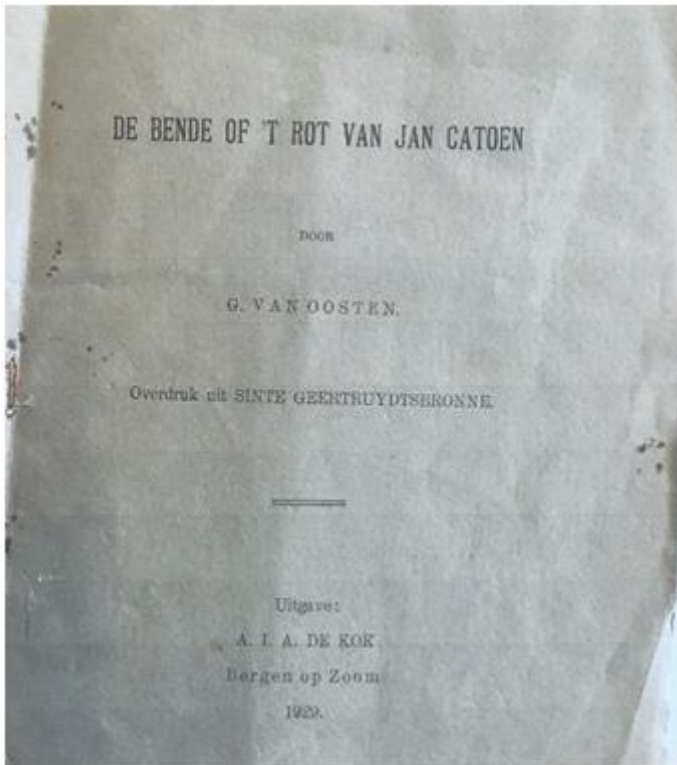 DE BENDE OF 'T ROT VAN JAN CATOEN
DOOR
G. VAN OOSTEN.
Overdruk uit SINTE GEERTRUYDTSBRONNE.
Uitgave:
A. I. A. DE KOK
Bergen op Zoom
1929.